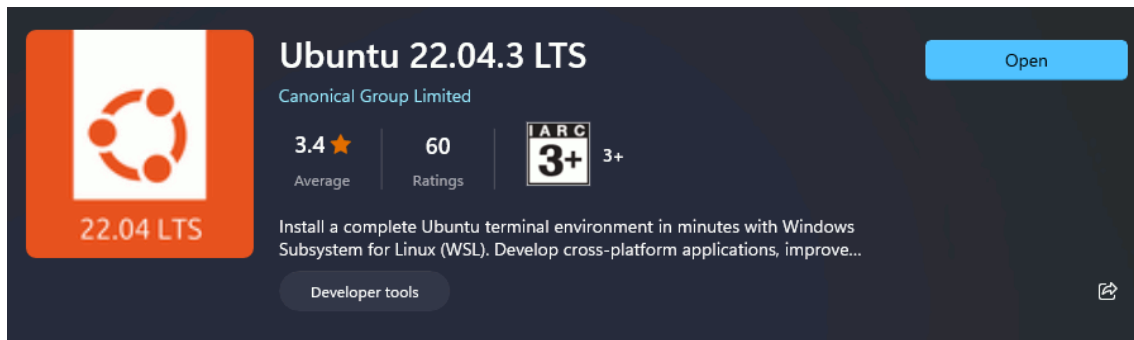 Ubuntu 22.04.3 LTS
Open
Canonical Group Limited
3.4
60
IARC
3+
3+
Average
Ratings
22.04 LTS
Install a complete Ubuntu terminal environment in minutes with Windows
Subsystem for Linux (WSL). Develop cross-platform applications, improve...
Developer tools